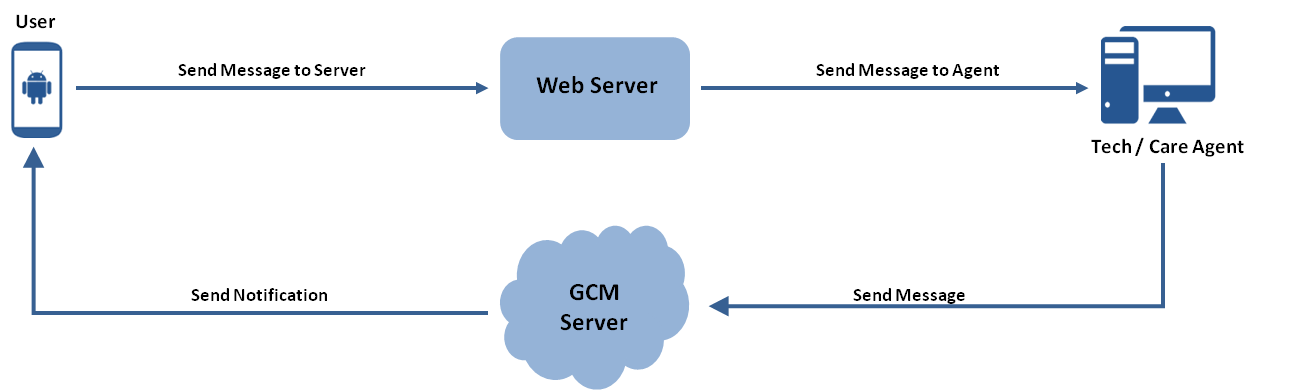 User
Send Message to Server
Web Server
Send Message to Agent
Tech / Care Agent
Send Notification
GCM
Server
Send Message